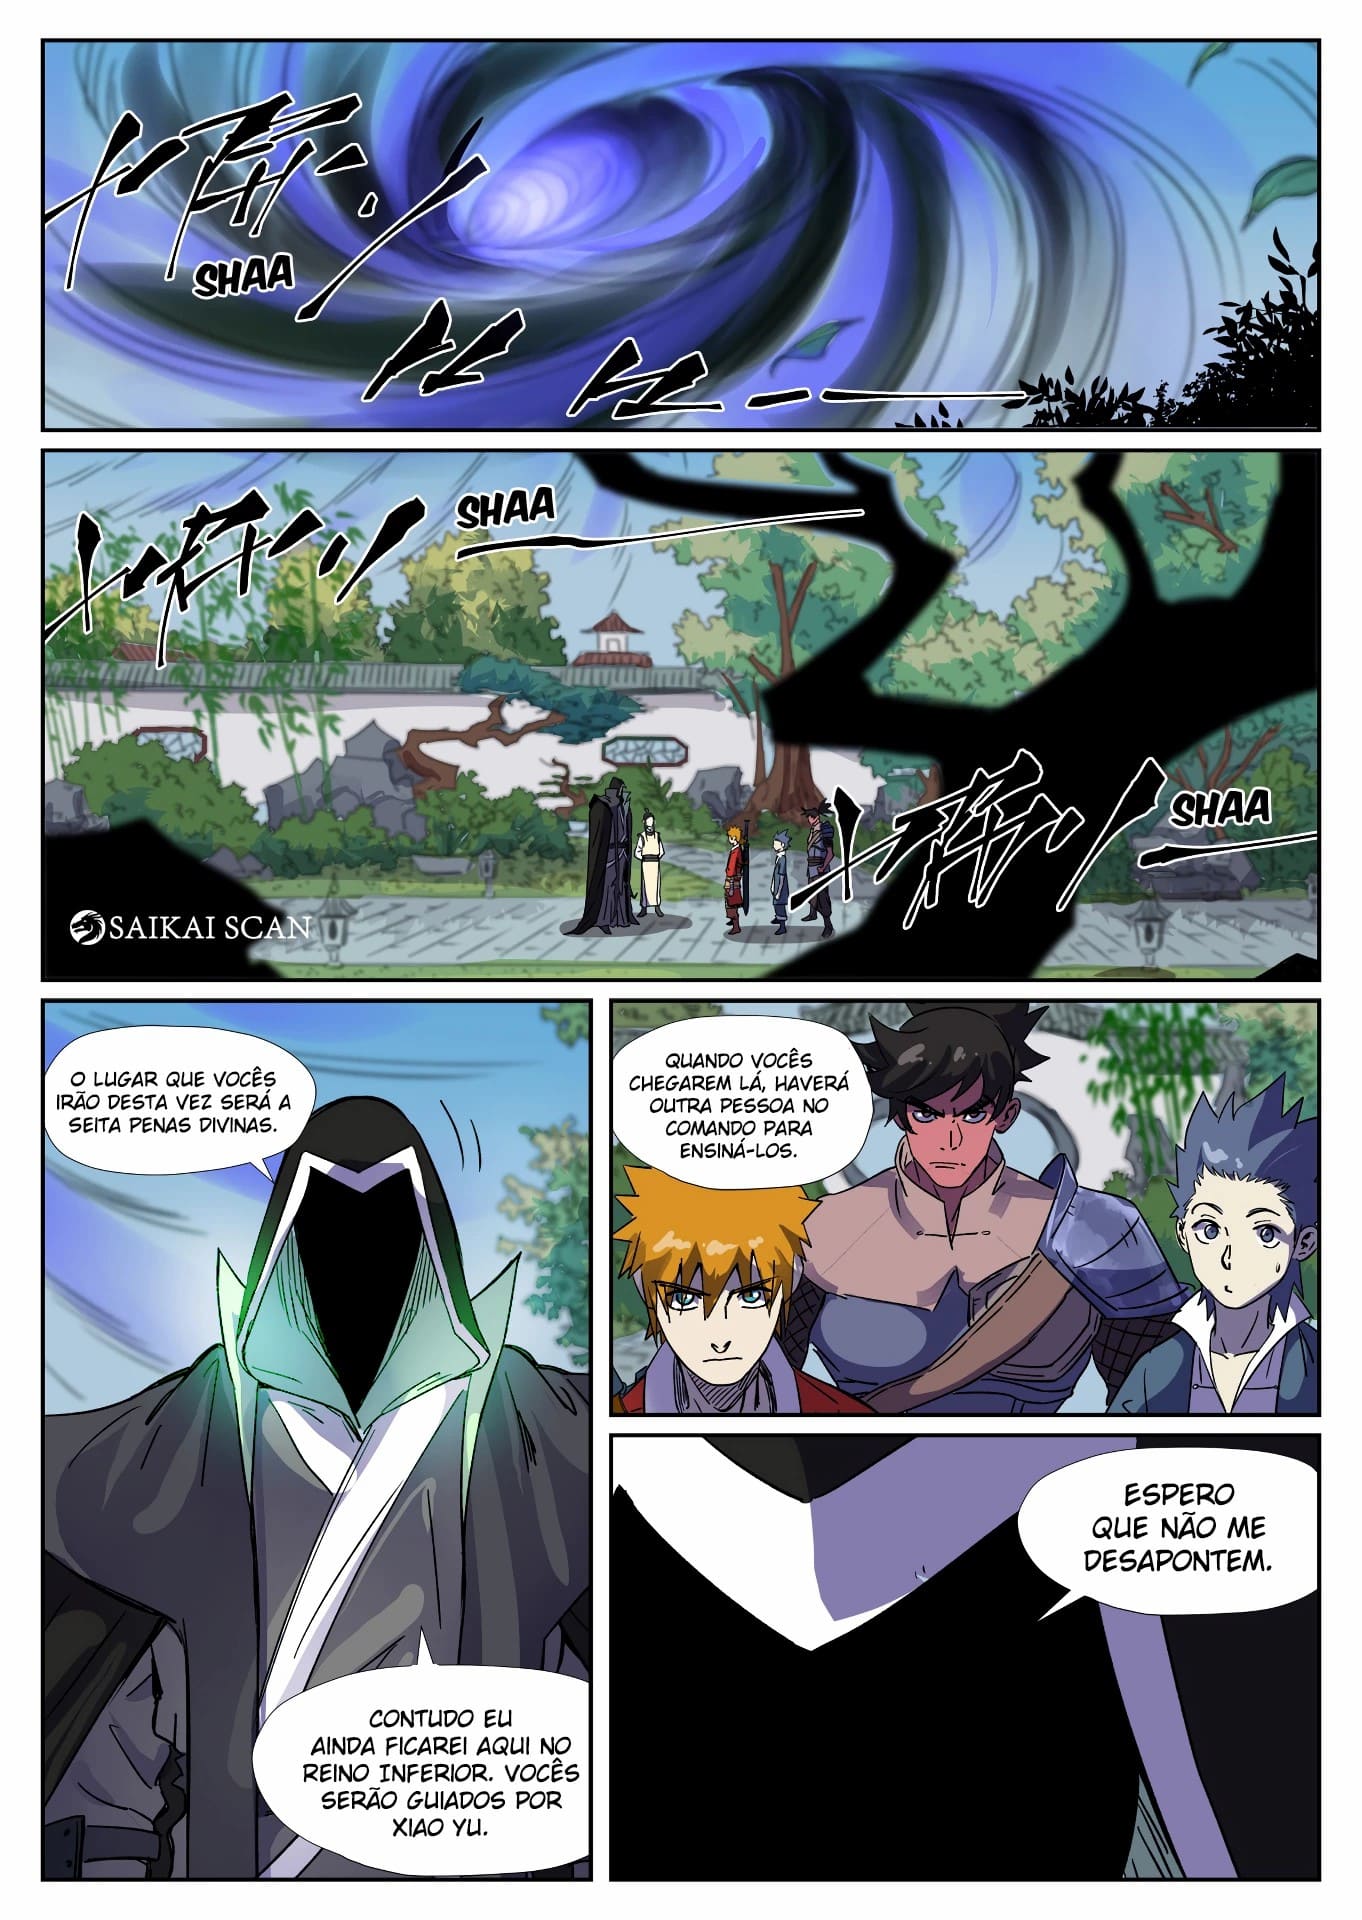 SHAA
SHAA
SHAA
SAIKAI SCAN
O LUGAR QUE VOCÊS
IRÃO DESTA VEZ SERÁ A
SEITA PENAS DIVINAS.
CONTUDO EU
AINDA FICAREI AQUI NO
REINO INFERIOR. VOCÊS
SERÃO GUIADOS POR
XIAO YU.
QUANDO VOCÊS
CHEGAREM LÁ, HAVERÁ
OUTRA PESSOA NO
COMANDO PARA
ENSINÁ-LOS.
ESPERO
QUE NÃO ME
DESAPONTEM.